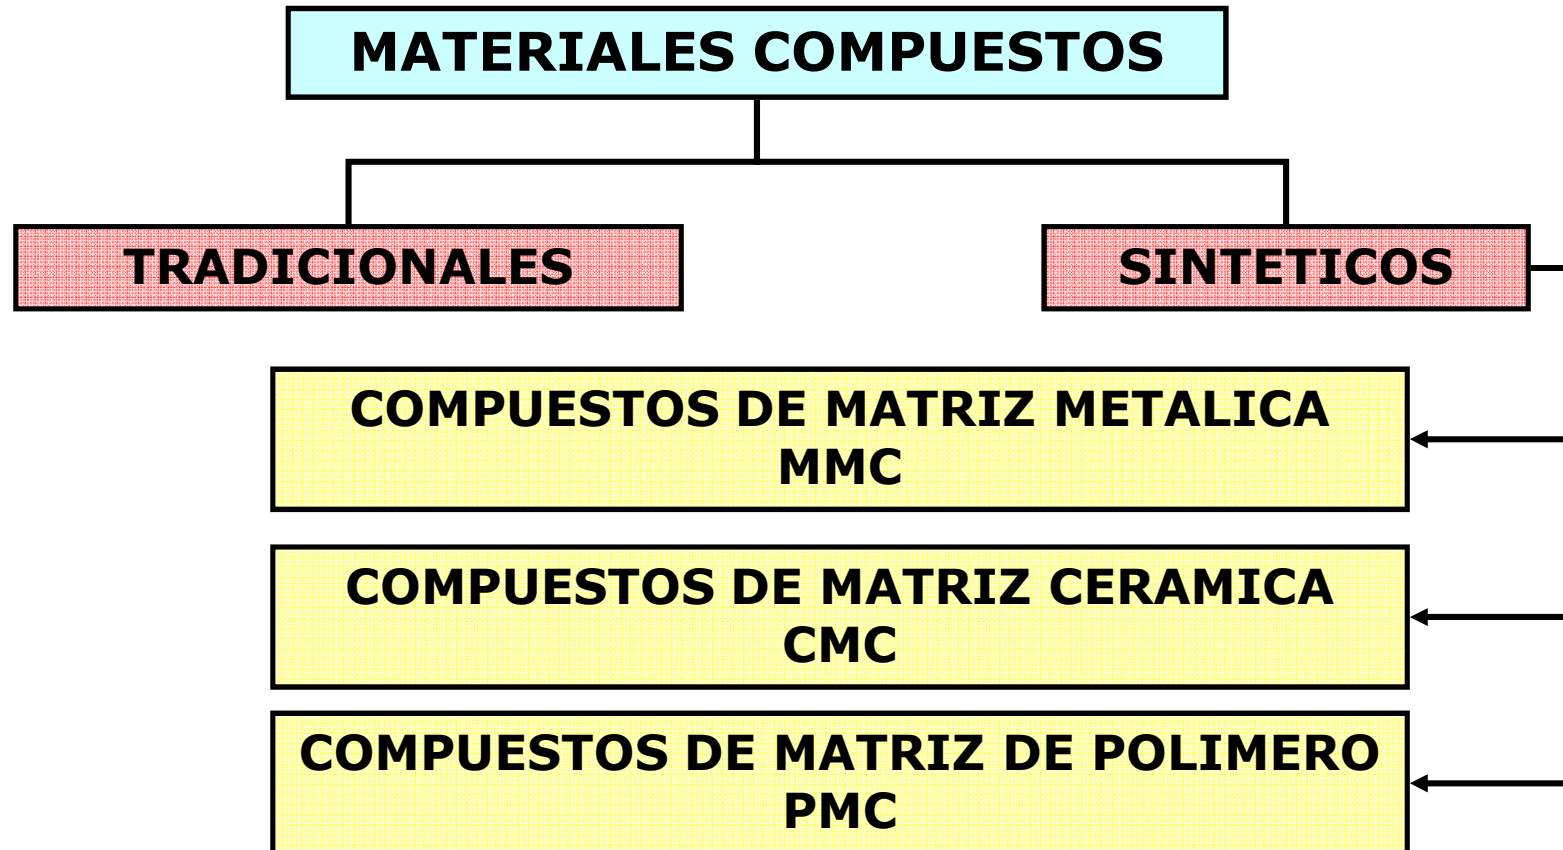 MATERIALES COMPUESTOS
TRADICIONALES
SINTETICOS
COMPUESTOS DE MATRIZ METALICA
MMC
COMPUESTOS DE MATRIZ CERAMICA
CMC
COMPUESTOS DE MATRIZ DE POLIMERO
PMC